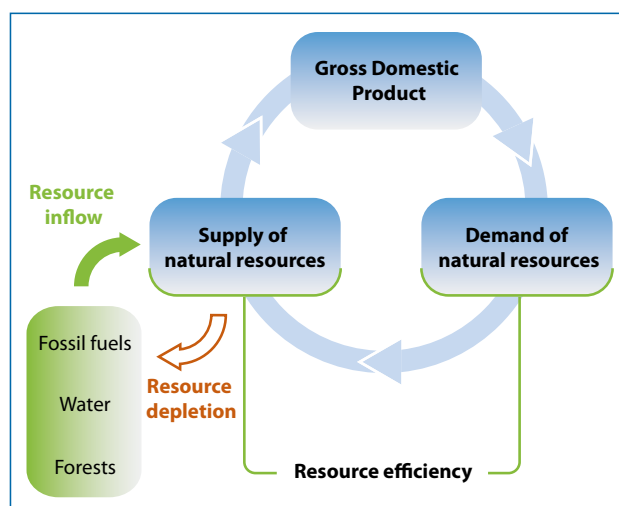 Gross Domestic
Product
Resource
inflow
Supply of
natural resources
Demand of
natural resources
Fossil fuels
Water
Forests
Resource
depletion
Resource efficiency